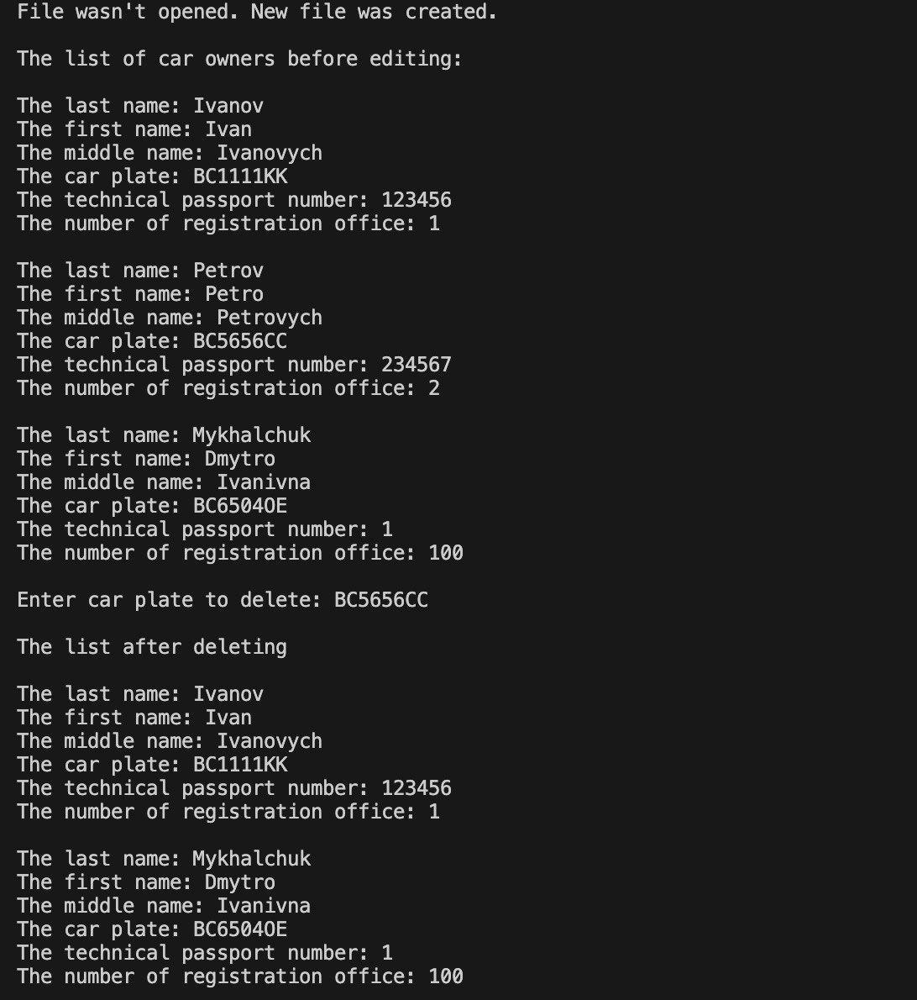 File wasn't opened. New file was created.
The list of car owners before editing:
The last name: Ivanov
The first name: Ivan
The middle name: Ivanovych
The car plate: BC1111KK
The technical passport number: 123456
The number of registration office: 1
The last name: Petrov
The first name: Petro
The middle name: Petrovych
The car plate: BC5656CC
The technical passport number: 234567
The number of registration office: 2
The last name: Mykhalchuk
The first name: Dmytro
The middle name: Ivanivna
The car plate: BC6504OE
The technical passport number: 1
The number of registration office: 100
Enter car plate to delete: BC5656CC
The list after deleting
The last name: Ivanov
The first name: Ivan
The middle name: Ivanovych
The car plate: BC1111KK
The technical passport number: 123456
The number of registration office: 1
The last name: Mykhalchuk
The first name: Dmytro
The middle name: Ivanivna
The car plate: BC6504OE
The technical passport number: 1
The number of registration office: 100